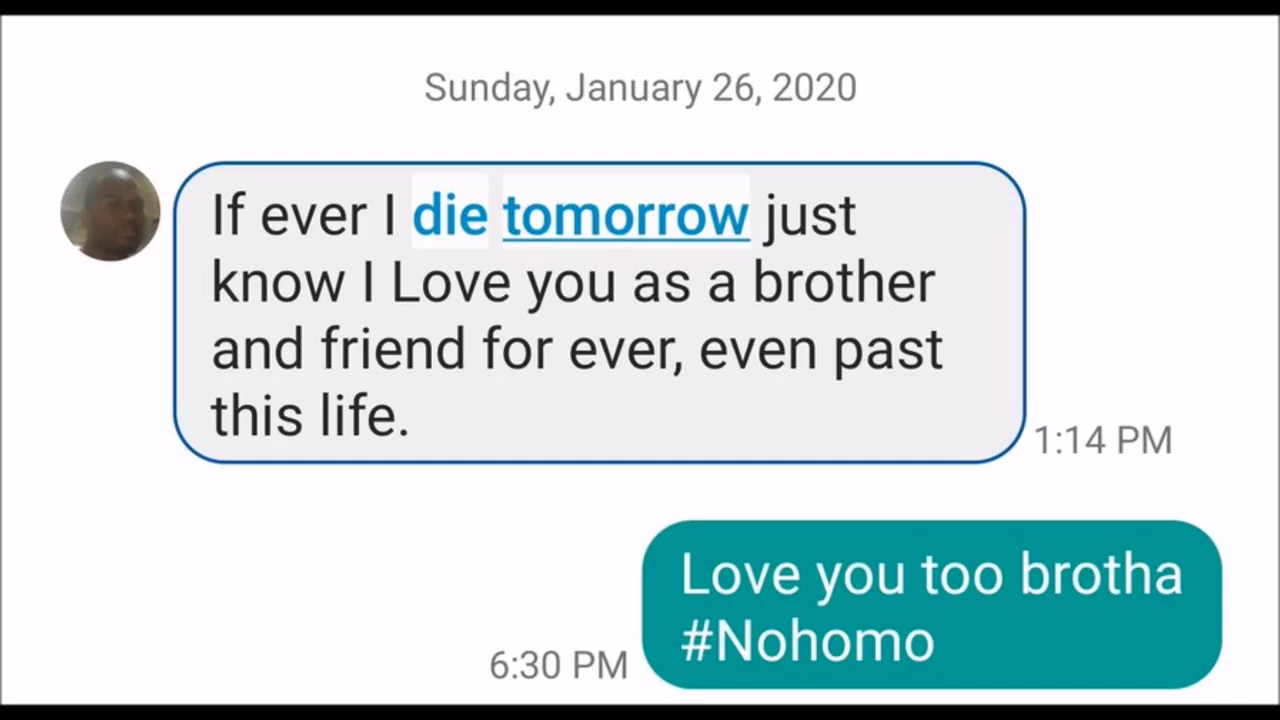 Sunday, January 26, 2020
If ever I die tomorrow just
know I Love you as a brother
and friend for ever, even past
this life.
1:14 PM
Love you too brotha
#Nohomo
6:30 PM